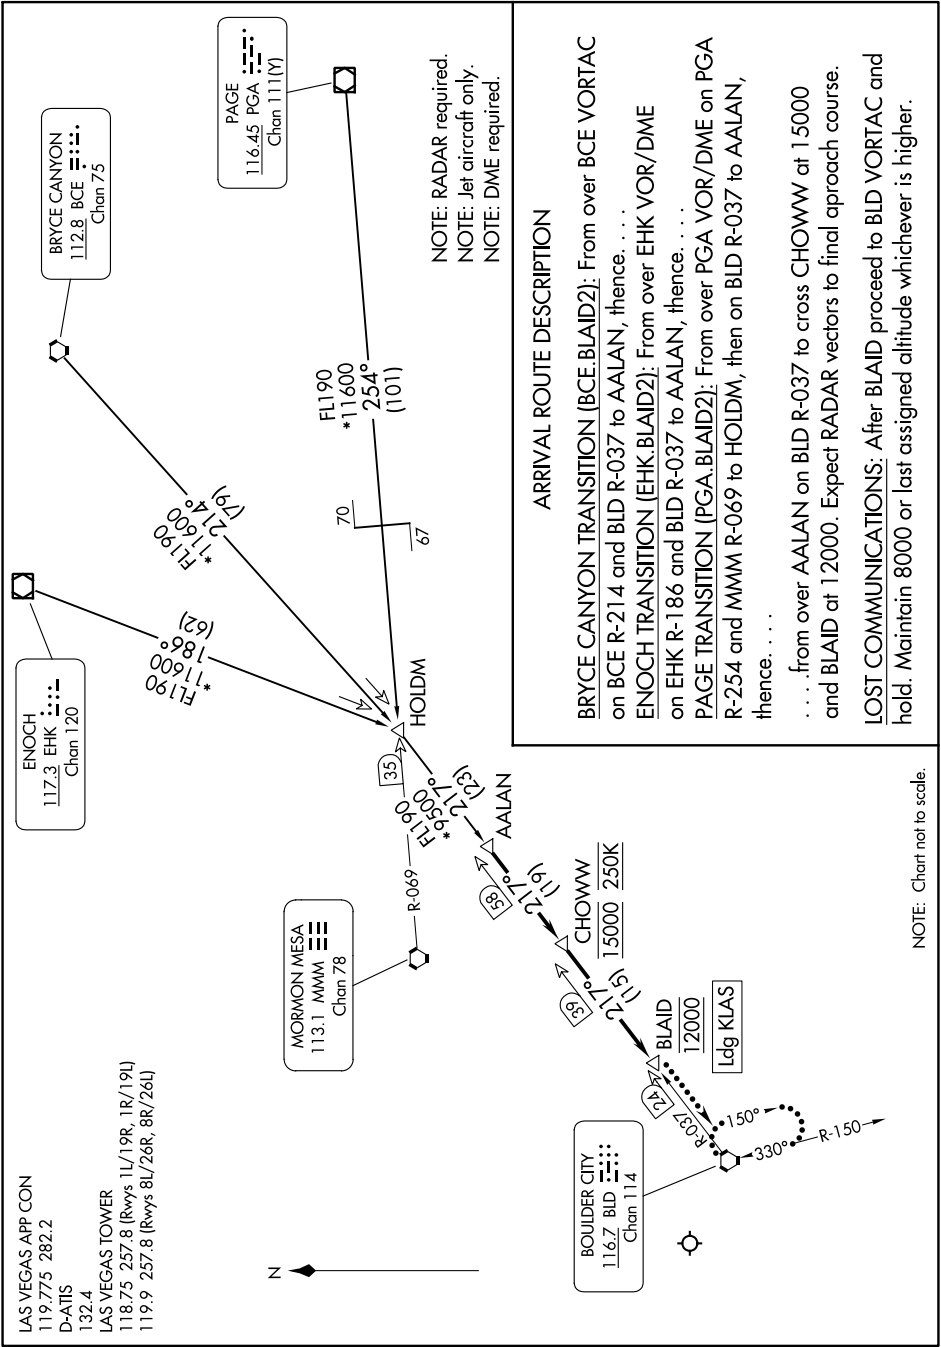 LAS VEGAS APP CON
119.775 282.2
D-ATIS
132.4
LAS VEGAS TOWER
118.75 257.8 (Rwys 1L/19R, 1R/19L)
119.9 257.8 (Rwys 8L/26R, 8R/26L)
ENOCH
117.3 EHK
Chan 120
BRYCE CANYON
112.8 BCE
Chan 75
PAGE
116.45 PGA
Chan 111(Y)
NOTE: RADAR required.
NOTE: Jet aircraft only.
NOTE: DME required.
FL190
*11600
186°
(62)
FL190
*11600
214°
(79)
FL190
*11600
254°
(101)
70
67
HOLDM
35
R-069
MORMON MESA
113.1 MMM
Chan 78
FL190
*9500
217°
(23)
AALAN
58
217°
(19)
CHOWW
15000 250K
39
217°
(15)
BLAID
12000
Ldg KLAS
24
R-037
BOULDER CITY
116.7 BLD
Chan 114
150°
330°
R-150
N
NOTE: Chart not to scale.
ARRIVAL ROUTE DESCRIPTION
BRYCE CANYON TRANSITION (BCE.BLAID2): From over BCE VORTAC
on BCE R-214 and BLD R-037 to AALAN, thence. . . .
ENOCH TRANSITION (EHK.BLAID2): From over EHK VOR/DME
on EHK R-186 and BLD R-037 to AALAN, thence. . . .
PAGE TRANSITION (PGA.BLAID2): From over PGA VOR/DME on PGA
R-254 and MMM R-069 to HOLDM, then on BLD R-037 to AALAN,
thence. . . .
. . . .from over AALAN on BLD R-037 to cross CHOWW at 15000
and BLAID at 12000. Expect RADAR vectors to final aproach course.
LOST COMMUNICATIONS: After BLAID proceed to BLD VORTAC and
hold. Maintain 8000 or last assigned altitude whichever is higher.